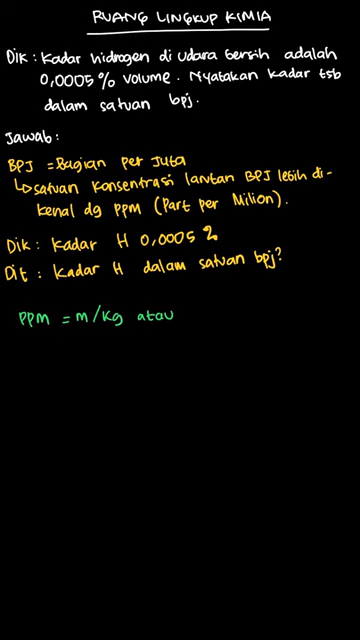 RUANG LINGKUP KIMIA
Dik : Kadar hidrogen di udara bersih adalah
0,0005 % volume. Nyatakan kadar tsb
dalam satuan bpj.
Jawab :
BPJ = Bagian per Juta
↳ satuan konsentrasi larutan BPJ lebih di-
kenal dg PPM (Part per Milion).
Dik : Kadar H 0,0005 %
Dit : Kadar H dalam satuan bpj?
PPM = m/kg atau